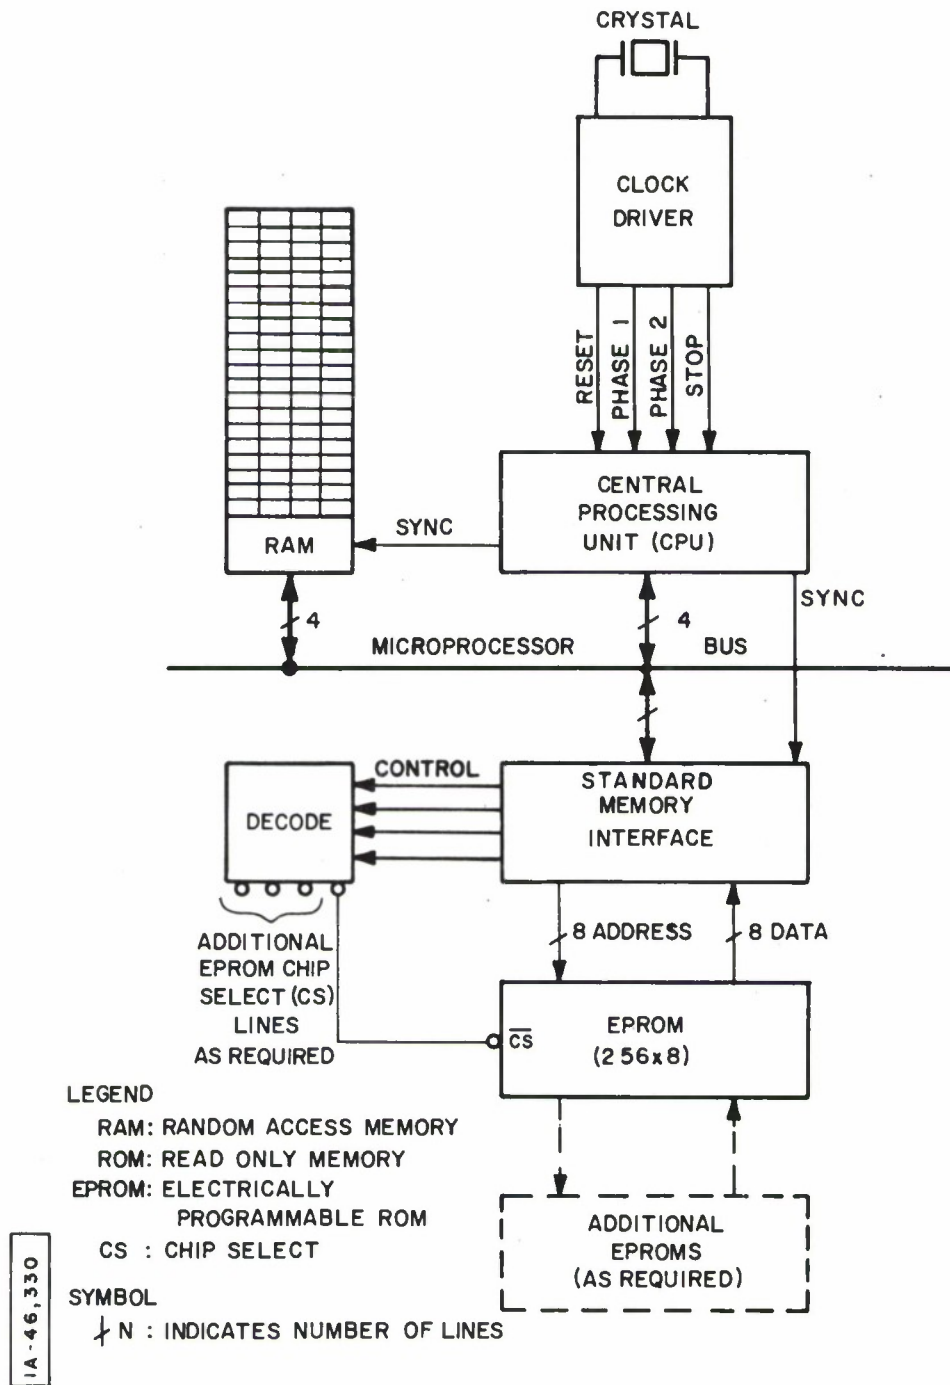 CRYSTAL
CLOCK
DRIVER
RESET
PHASE 1
PHASE 2
STOP
CENTRAL
PROCESSING
UNIT (CPU)
SYNC
RAM
SYNC
4
4
MICROPROCESSOR BUS
CONTROL
DECODE
STANDARD
MEMORY
INTERFACE
8 ADDRESS
8 DATA
ADDITIONAL
EPROM CHIP
SELECT (CS)
LINES
AS REQUIRED
CS
EPROM
(256x8)
LEGEND
RAM: RANDOM ACCESS MEMORY
ROM: READ ONLY MEMORY
EPROM: ELECTRICALLY
PROGRAMMABLE ROM
CS : CHIP SELECT
ADDITIONAL
EPROMS
(AS REQUIRED)
SYMBOL
N : INDICATES NUMBER OF LINES
IA-46,330